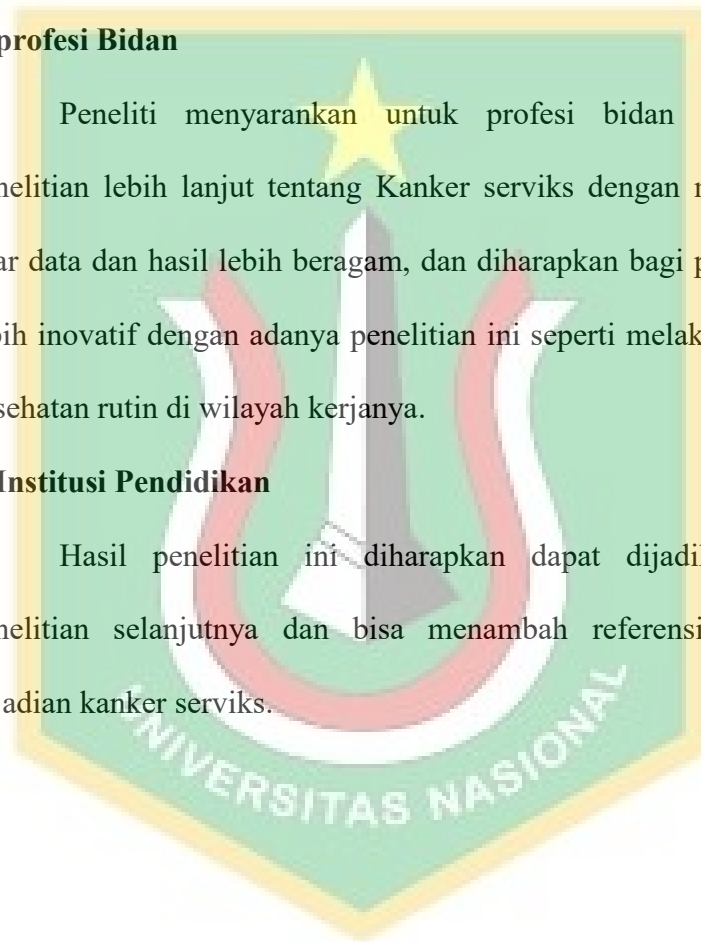 profesi Bidan
Peneliti menyarankan untuk profesi bidan
nelitian lebih lanjut tentang Kanker serviks dengan
ar data dan hasil lebih beragam, dan diharapkan bagi
bih inovatif dengan adanya penelitian ini seperti melak
sehatan rutin di wilayah kerjanya.
Institusi Pendidikan
Hasil penelitian ini diharapkan dapat dijadi
nelitian selanjutnya dan bisa menambah referensi
adian kanker serviks.
UNIVERSITAS NASIONAL